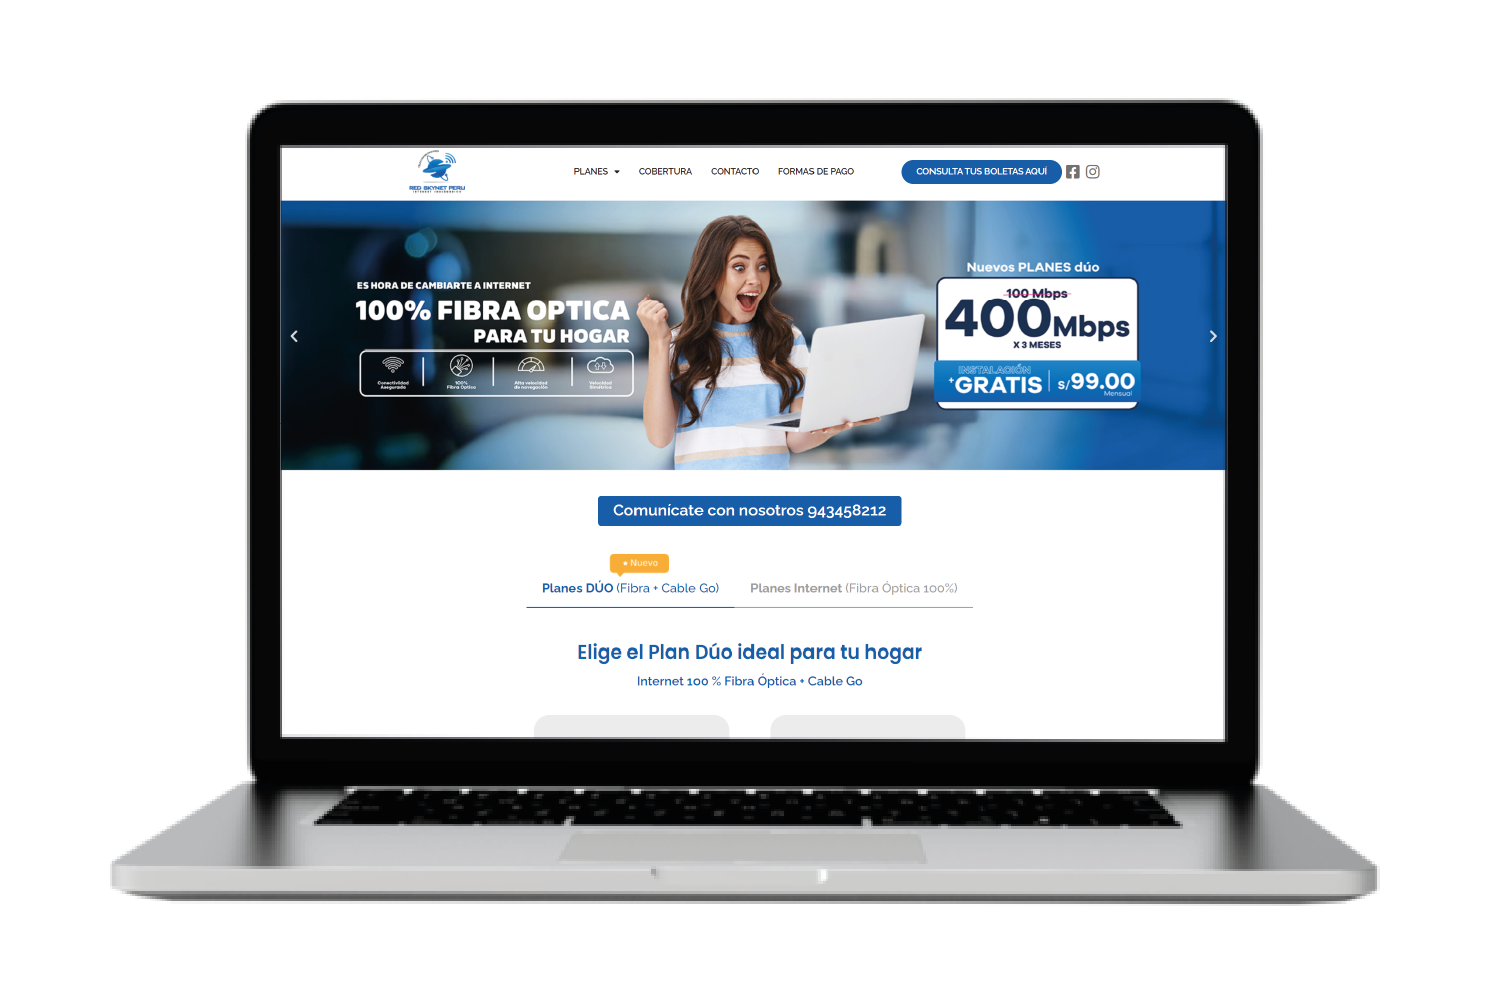 RED SKYNET PERU
PLANES
COBERTURA
CONTACTO
FORMAS DE PAGO
CONSULTA TUS BOLETAS AQUÍ
ES HORA DE CAMBIARTE A INTERNET
100% FIBRA OPTICA
PARA TU HOGAR
Conectividad
Asegurada
100%
Fibra Optica
Alta velocidad
de navegación
Velocidad
Simétrica
Nuevos PLANES dúo
100 Mbps
400Mbps
X 3 MESES
INSTALACIÓN
+GRATIS
S/99.00
Mensual
Comunícate con nosotros 943458212
★ Nuevo
Planes DÚO (Fibra + Cable Go)
Planes Internet (Fibra Óptica 100%)
Elige el Plan Dúo ideal para tu hogar
Internet 100 % Fibra Óptica + Cable Go